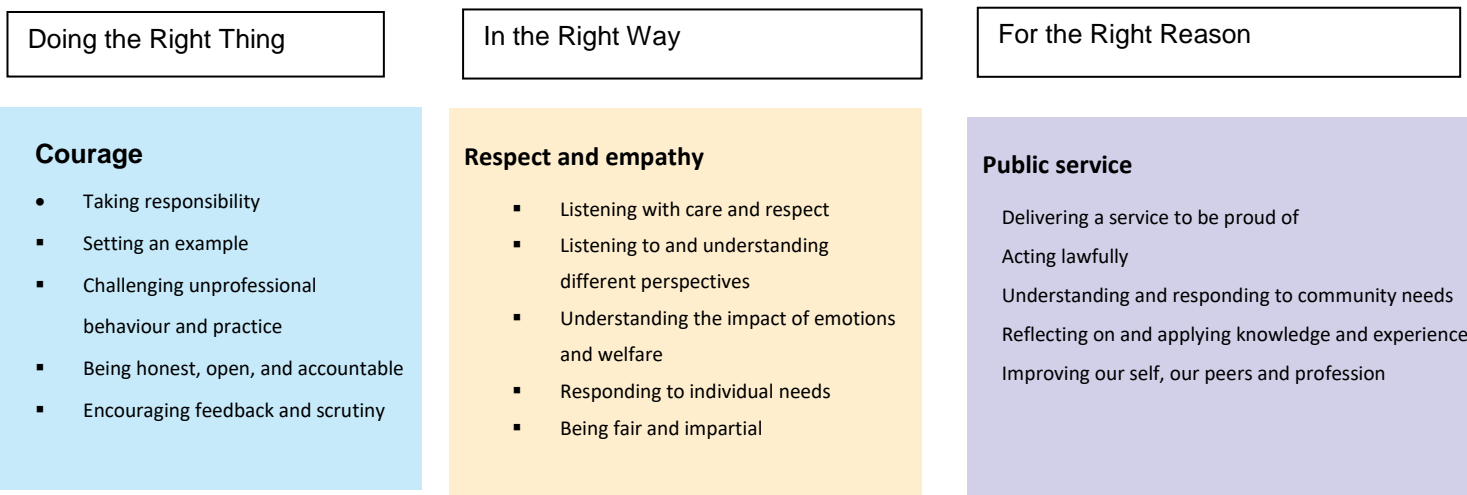 Doing the Right Thing
In the Right Way
For the Right Reason
Courage
• Taking responsibility
▪ Setting an example
▪ Challenging unprofessional
behaviour and practice
▪ Being honest, open, and accountable
▪ Encouraging feedback and scrutiny
Respect and empathy
▪ Listening with care and respect
▪ Listening to and understanding
different perspectives
▪ Understanding the impact of emotions
and welfare
▪ Responding to individual needs
▪ Being fair and impartial
Public service
Delivering a service to be proud of
Acting lawfully
Understanding and responding to community needs
Reflecting on and applying knowledge and experience
Improving our self, our peers and profession